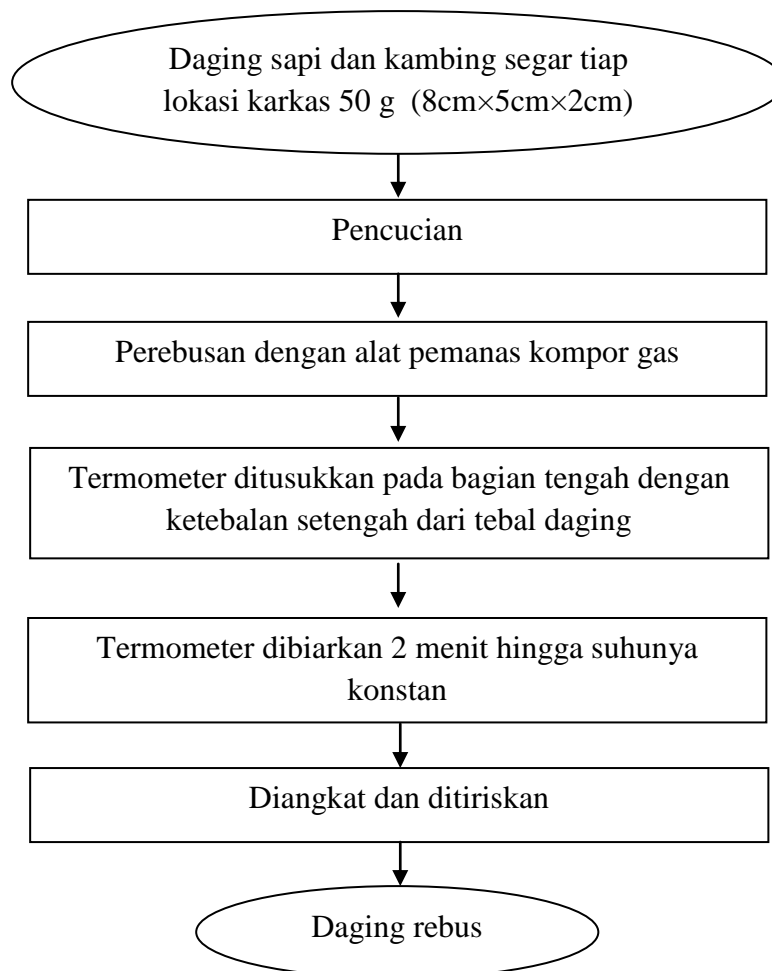 Daging sapi dan kambing segar tiap
lokasi karkas 50 g (8cm×5cm×2cm)
Pencucian
Perebusan dengan alat pemanas kompor gas
Termometer ditusukkan pada bagian tengah dengan
ketebalan setengah dari tebal daging
Termometer dibiarkan 2 menit hingga suhunya
konstan
Diangkat dan ditiriskan
Daging rebus